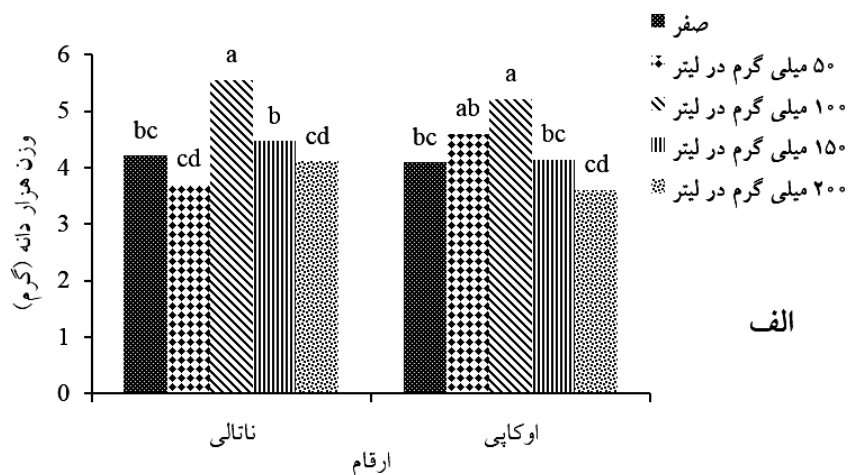 صفر
۵۰ میلی گرم در لیتر
۱۰۰ میلی گرم در لیتر
۱۵۰ میلی گرم در لیتر
۲۰۰ میلی گرم در لیتر
الف
وزن هزار دانه (گرم)
6
5
4
3
2
1
0
bc
cd
a
b
cd
bc
ab
a
bc
cd
ناتالی
اوکاپی
ارقام